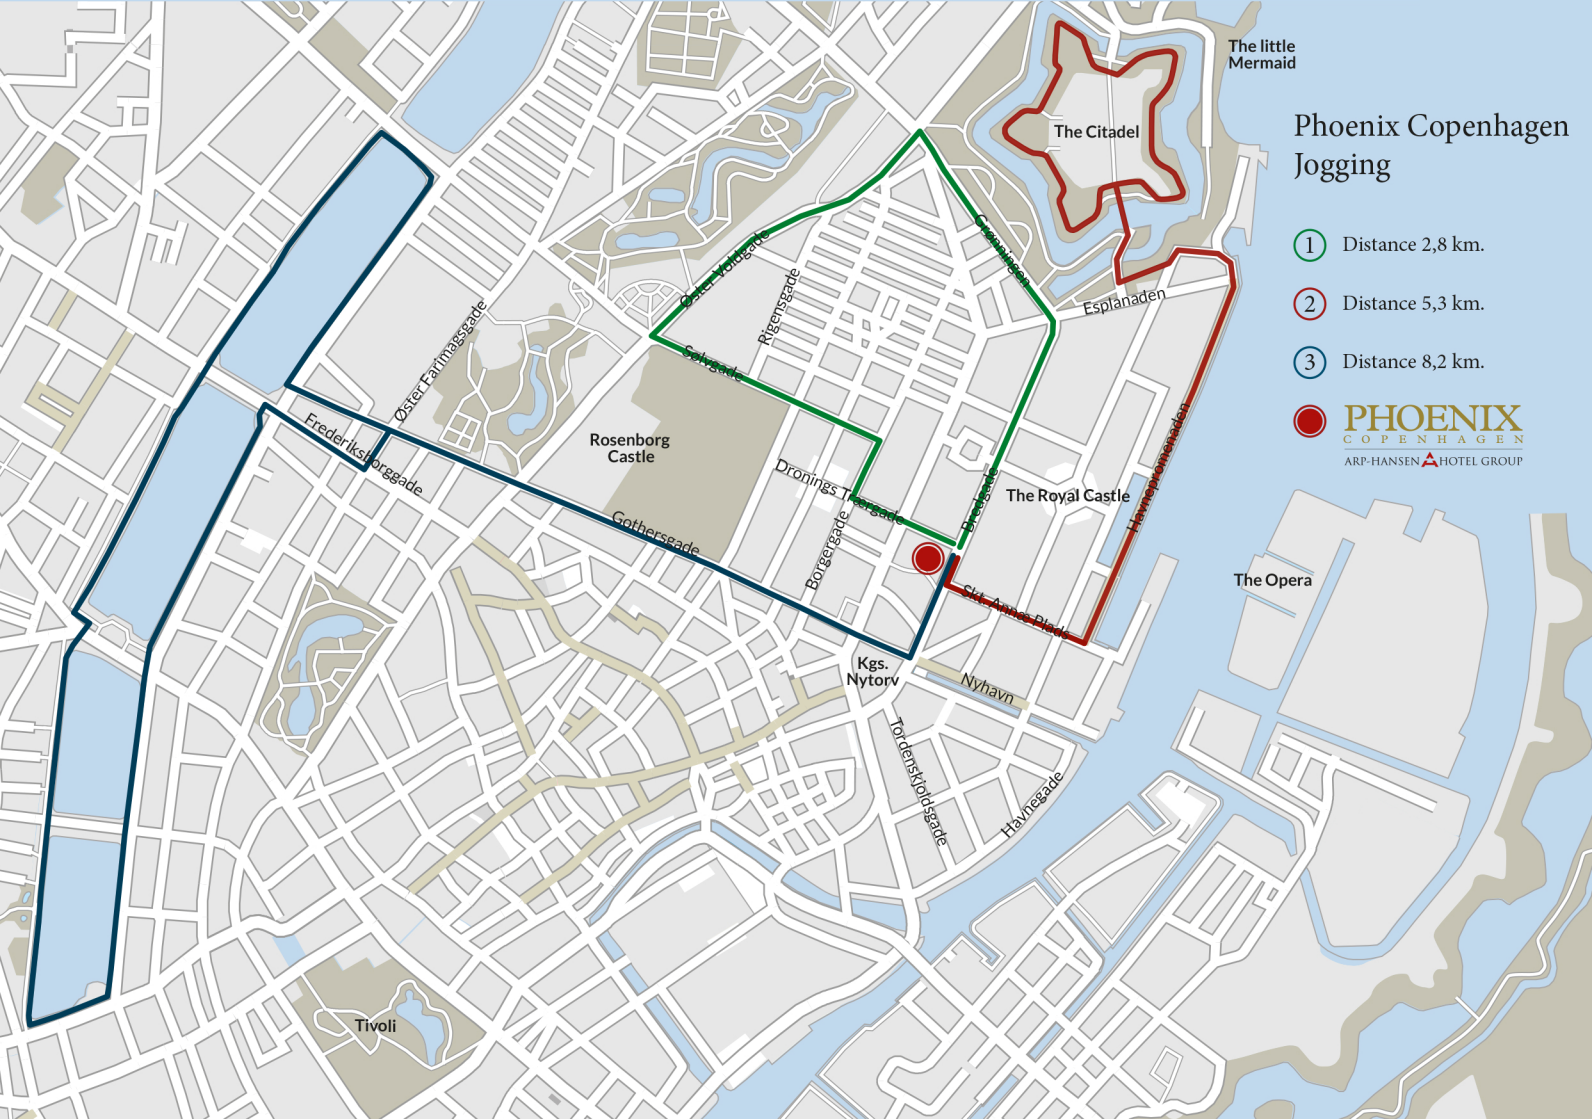 The little
Mermaid
Phoenix Copenhagen
Jogging
The Citadel
1 Distance 2,8 km.
Grønningen
Øster Voldgade
Rigensgade
Esplanaden
2 Distance 5,3 km.
Sølvgade
3 Distance 8,2 km.
Øster Farimagsgade
PHOENIX
COPENHAGEN
ARP-HANSEN HOTEL GROUP
Frederiksborggade
Rosenborg
Castle
Dronings Tværgade
The Royal Castle
Havnepromenaden
Bredgade
Gothersgade
Borgergade
The Opera
Skt. Annæ Plads
Kgs.
Nytorv
Nyhavn
Tordenskjoldsgade
Havnegade
Tivoli